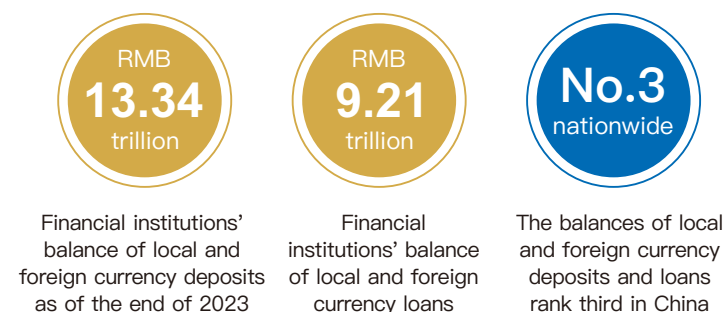 RMB
13.34
trillion
Financial institutions’
balance of local and
foreign currency deposits
as of the end of 2023
RMB
9.21
trillion
Financial
institutions’ balance
of local and foreign
currency loans
No.3
nationwide
The balances of local
and foreign currency
deposits and loans
rank third in China